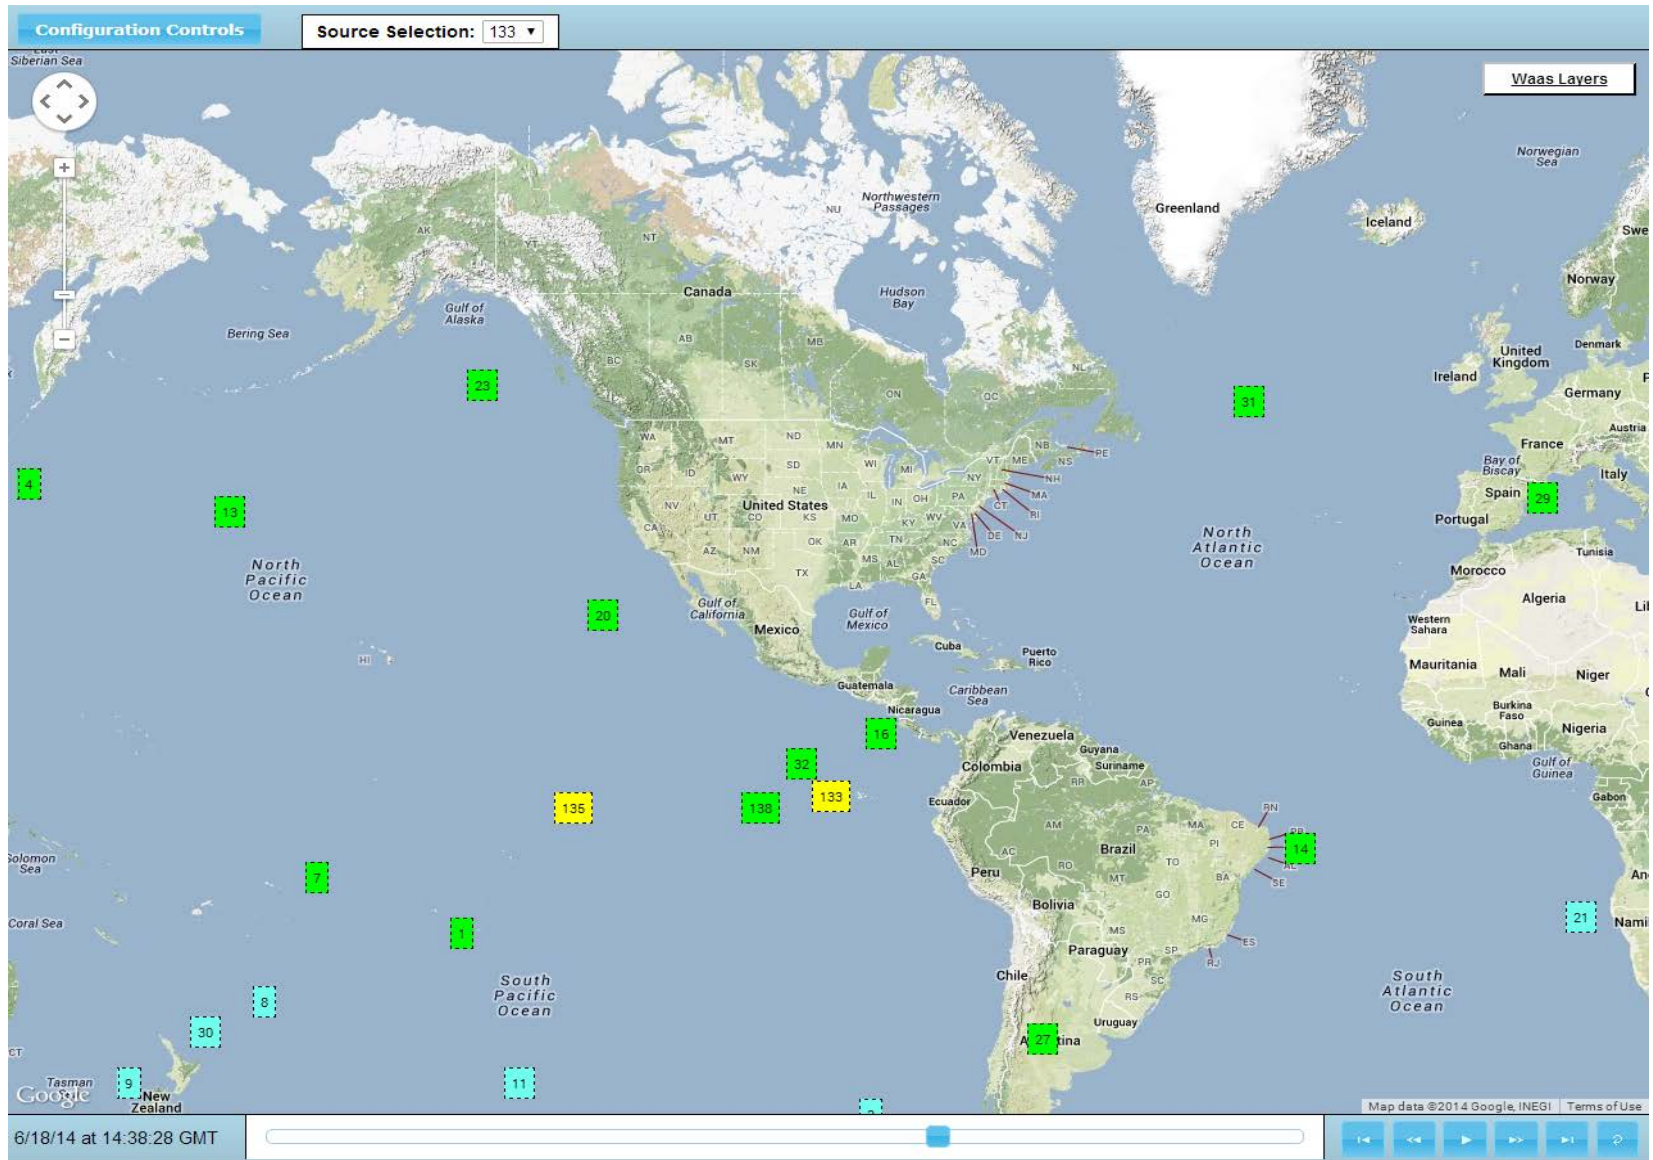 Configuration Controls
Source Selection: 133
East
Siberian Sea
Waas Layers
Norwegian
Sea
Northwestern
Passages
NU
Greenland
Iceland
Swe
AK
YT
NT
Norway
Canada
Hudson
Bay
Gulf of
Alaska
Bering Sea
AB
MB
SK
BC
NL
United
Kingdom
Denmark
Ireland
23
ON
QC
31
Germany
Austria
WA
MT
ND
MN
NB
PE
France
OR
ID
SD
WI
MI
VT
ME
NS
Bay of
Biscay
Italy
4
WY
NY
NH
NV
UT
NE
IA
IL
IN
OH
PA
MA
Spain
29
13
United States
CO
KS
MO
KY
WV
VA
CT
RI
Portugal
CA
DE
NJ
MD
North
Pacific
Ocean
AZ
NM
OK
AR
TN
NC
MS
AL
SC
GA
TX
LA
FL
North
Atlantic
Ocean
Tunisia
Morocco
Algeria
Li
20
Gulf of
California
Gulf of
Mexico
Mexico
Western
Sahara
HI
Cuba
Puerto
Rico
Mauritania
Mali
Niger
Guatemala
Caribbean
Sea
Nicaragua
Burkina
Faso
Guinea
Nigeria
16
Venezuela
Guyana
Ghana
32
Colombia
Suriname
Gulf of
Guinea
RR
AP
135
138
133
Ecuador
Gabon
RN
AM
PA
MA
CE
PB
14
Solomon
Sea
AC
Brazil
PI
TO
AL
7
Peru
RO
MT
BA
SE
An
Bolivia
GO
Coral Sea
1
MG
21
Nami
MS
ES
Paraguay
SP
PR
RJ
South
Pacific
Ocean
Chile
SC
South
Atlantic
Ocean
RS
8
30
Uruguay
27
A
tina
CT
9
11
Tasman
Google
New
Zealand
Map data ©2014 Google, INEGI
Terms of Use
6/18/14 at 14:38:28 GMT